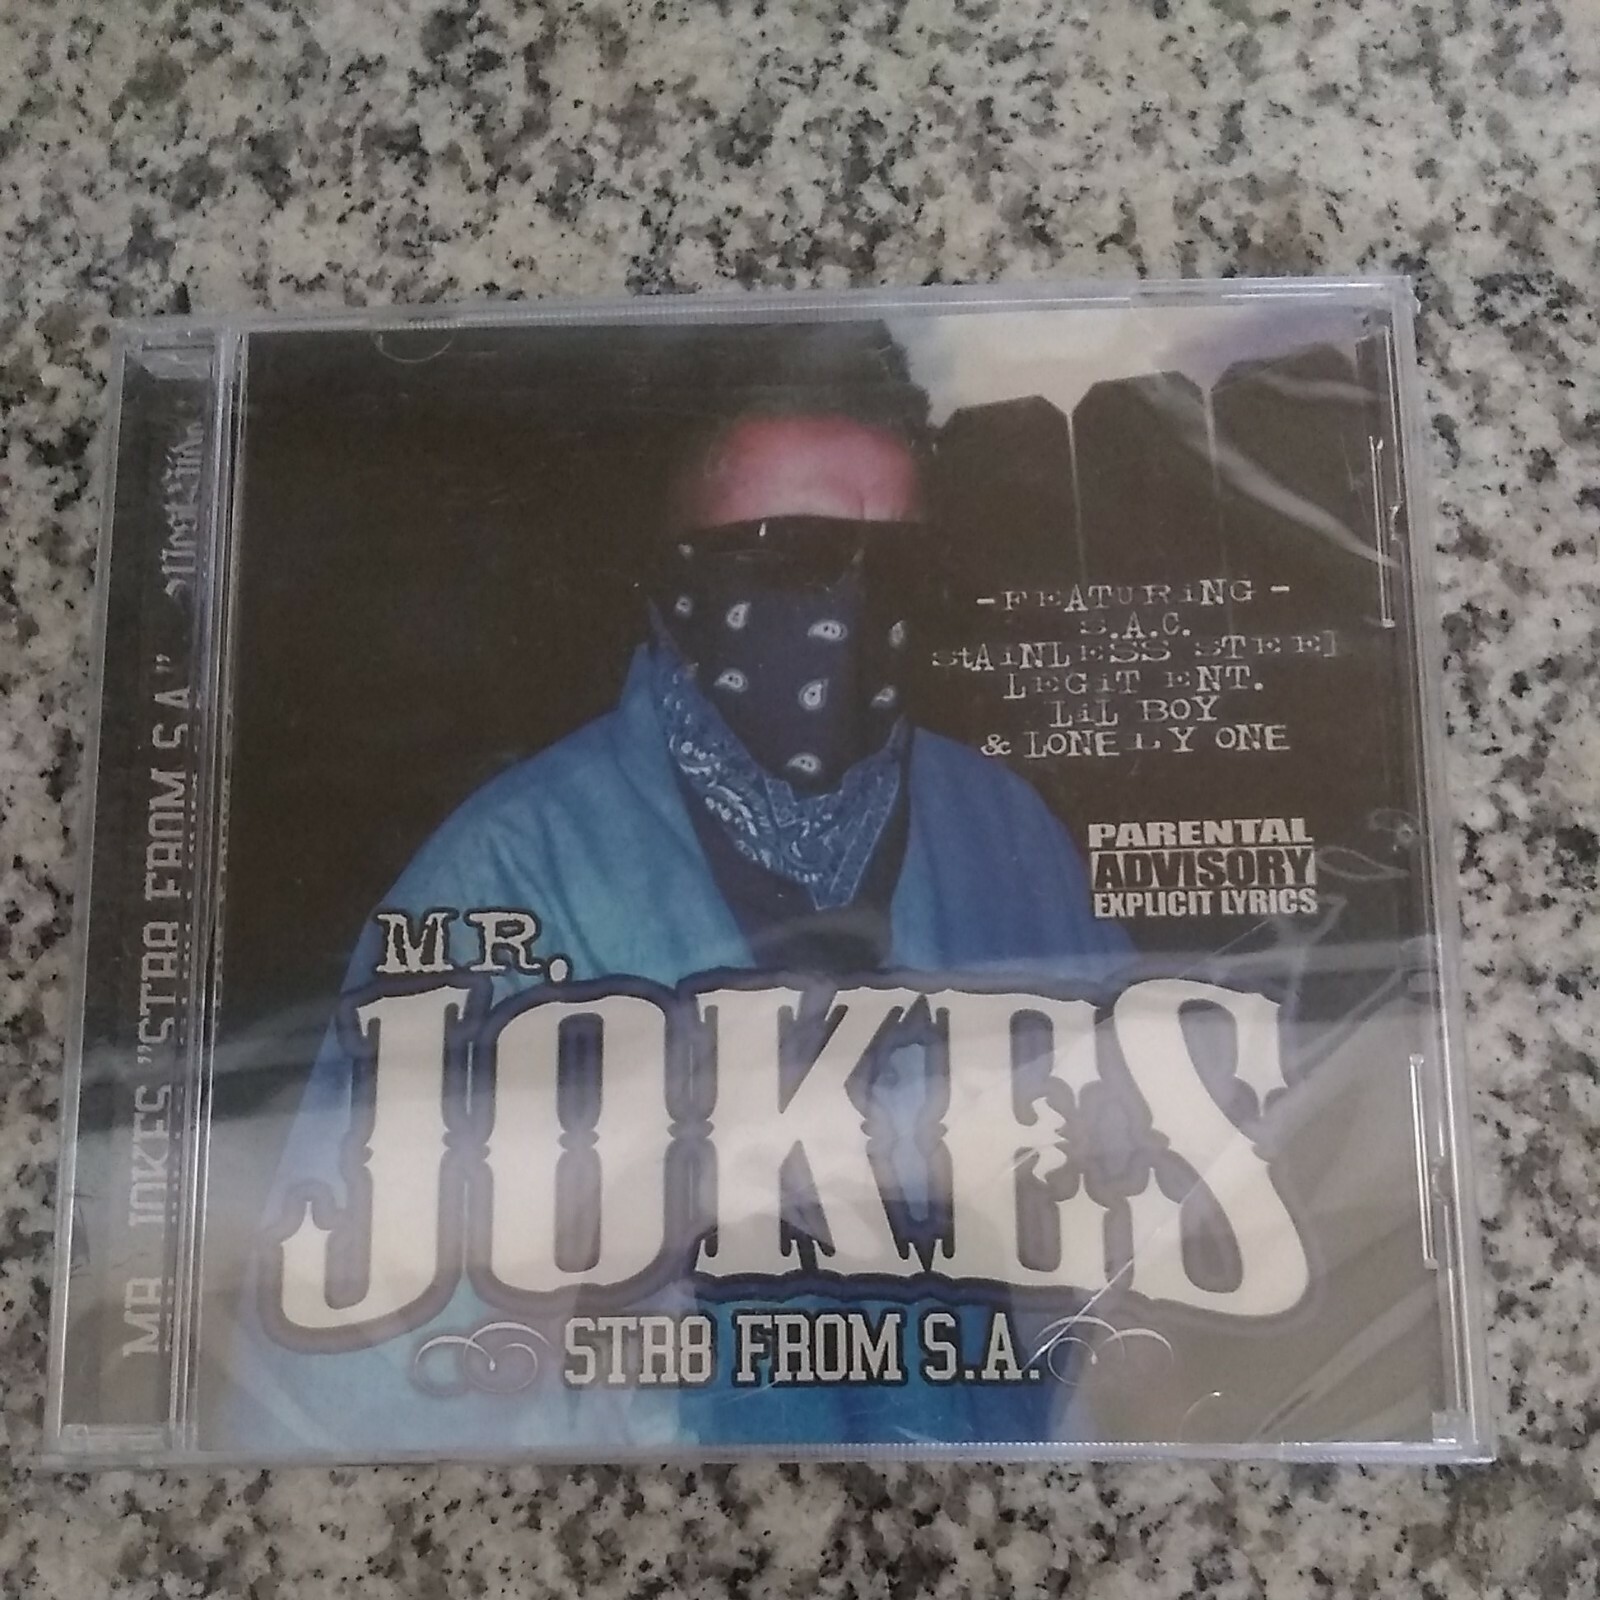 - FEATURiNG -
S.A.C.
stAiNLESS STEEl
LEGiT ENT.
LiL BOY
& LONELY ONE
PARENTAL
ADVISORY
EXPLICIT LYRICS
MR.
JOKES
STR8 FROM S.A.
MR. JOKES "STR8 FROM S.A."